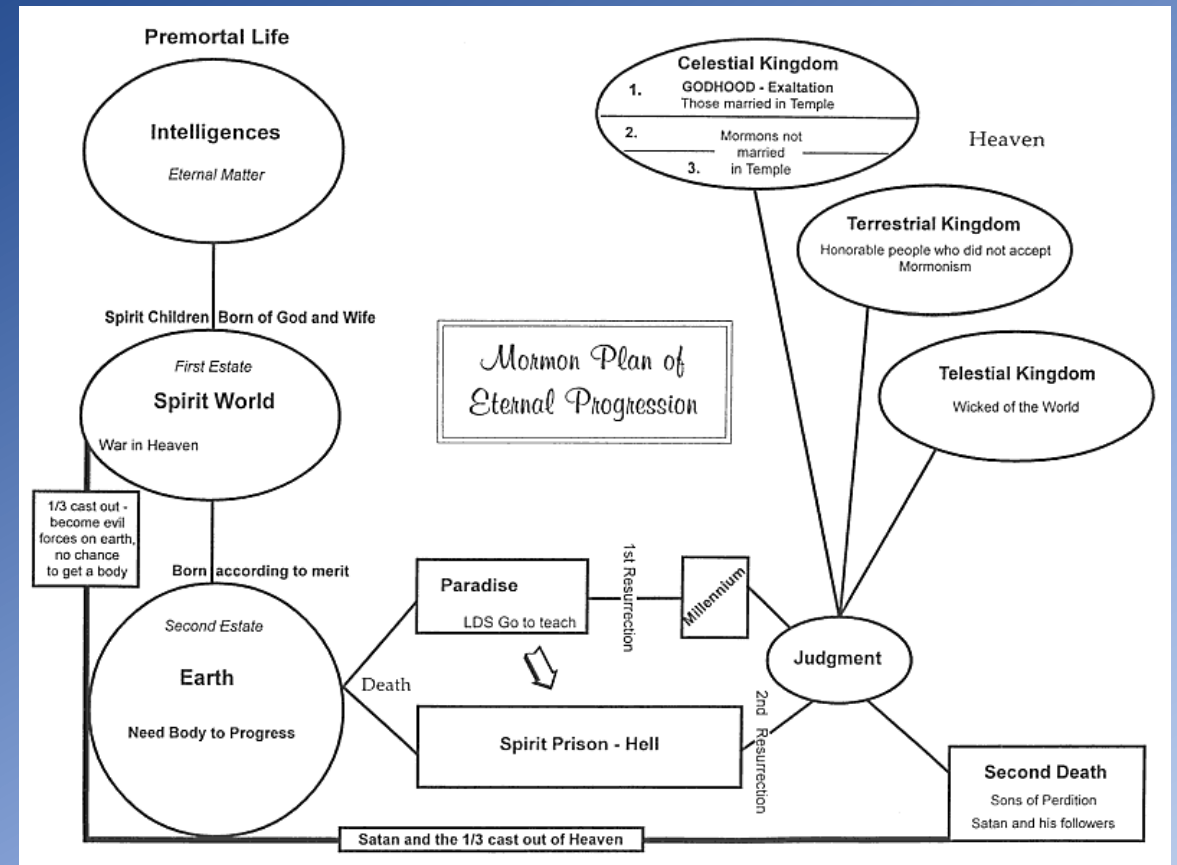 Premortal Life
Intelligences
Eternal Matter
Spirit Children Born of God and Wife
First Estate
Spirit World
War in Heaven
1/3 cast out -
become evil
forces on earth,
no chance
to get a body
Born according to merit
Second Estate
Earth
Need Body to Progress
Mormon Plan of
Eternal Progression
Death
Paradise
LDS Go to teach
1st Resurrection
Millennium
Spirit Prison - Hell
2nd Resurrection
Judgment
Celestial Kingdom
1. GODHOOD - Exaltation
Those married in Temple
2. Mormons not
married
3. in Temple
Heaven
Terrestrial Kingdom
Honorable people who did not accept
Mormonism
Telestial Kingdom
Wicked of the World
Second Death
Sons of Perdition
Satan and his followers
Satan and the 1/3 cast out of Heaven